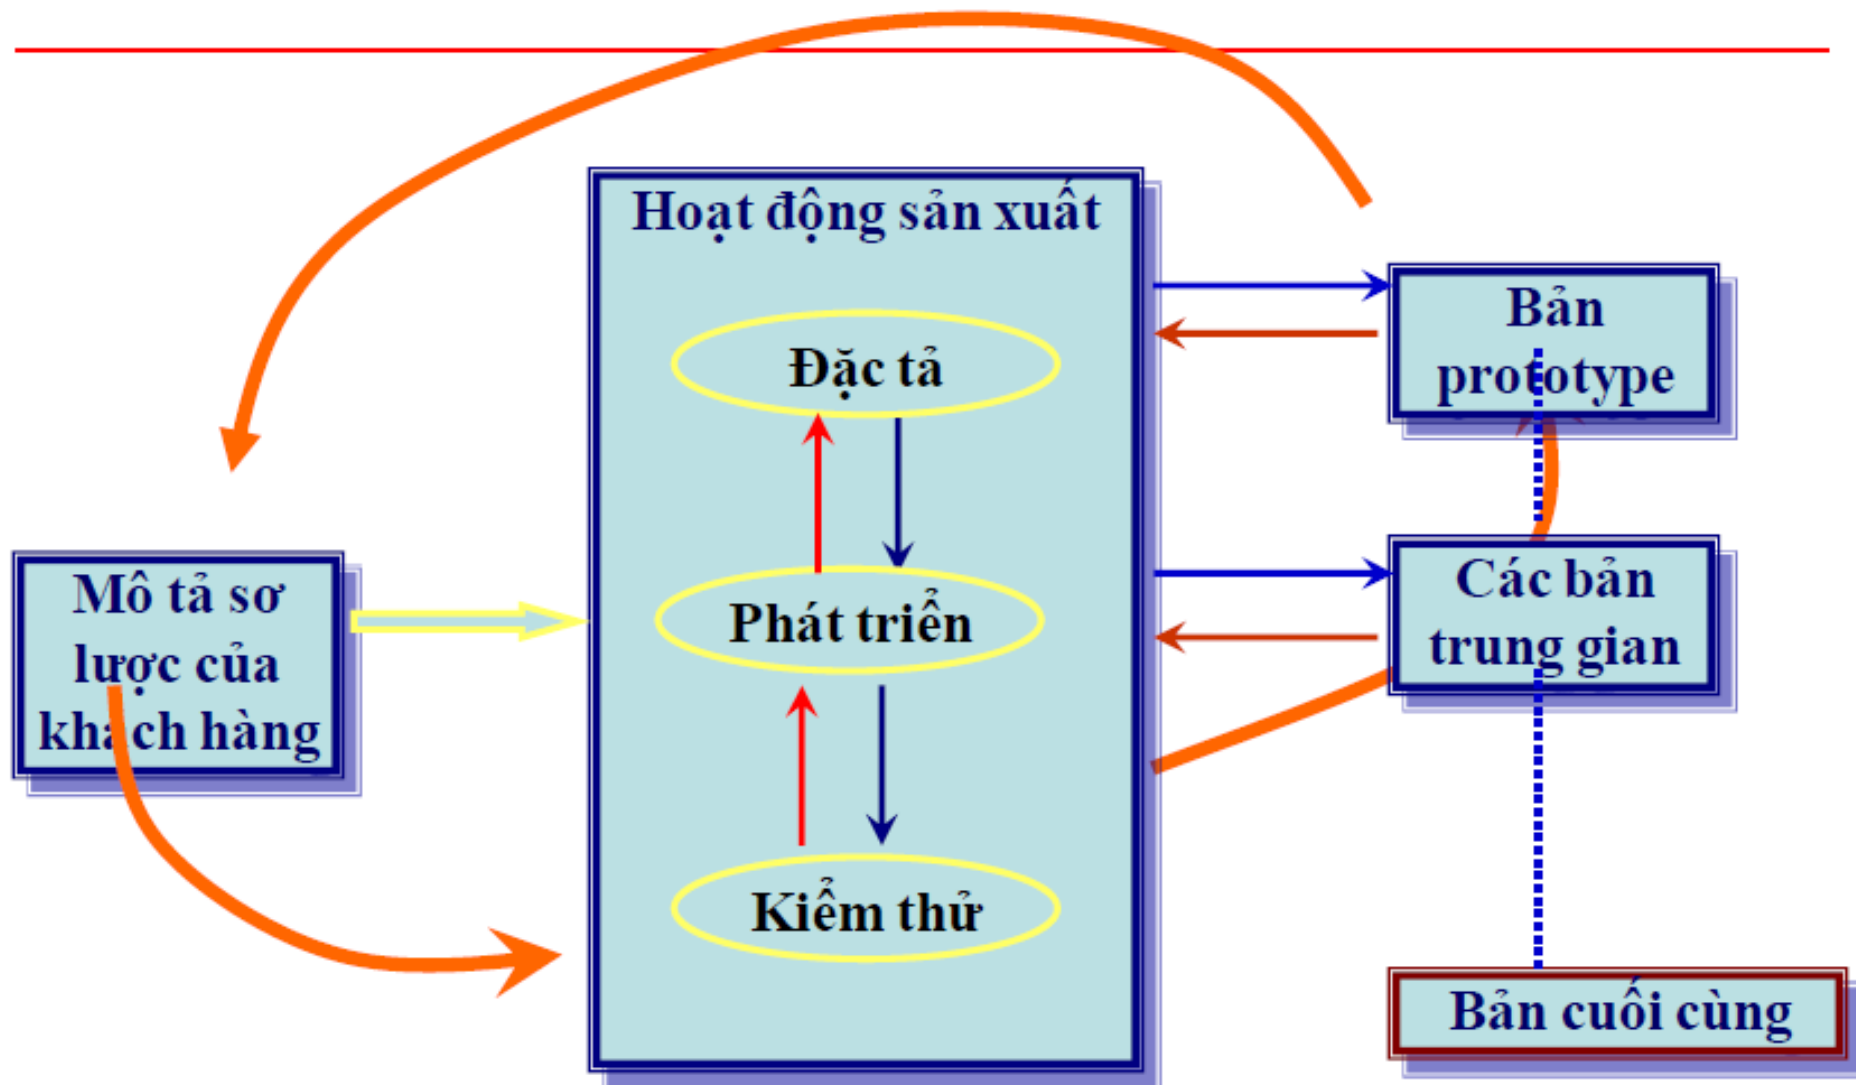 Hoạt động sản xuất
Đặc tả
Phát triển
Kiểm thử
Mô tả sơ
lược của
khách hàng
Bản
prototype
Các bản
trung gian
Bản cuối cùng